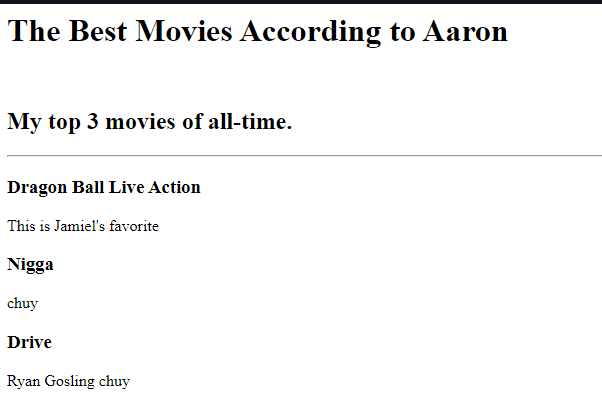 The Best Movies According to Aaron
My top 3 movies of all-time.
Dragon Ball Live Action
This is Jamiel's favorite
Nigga
chuy
Drive
Ryan Gosling chuy